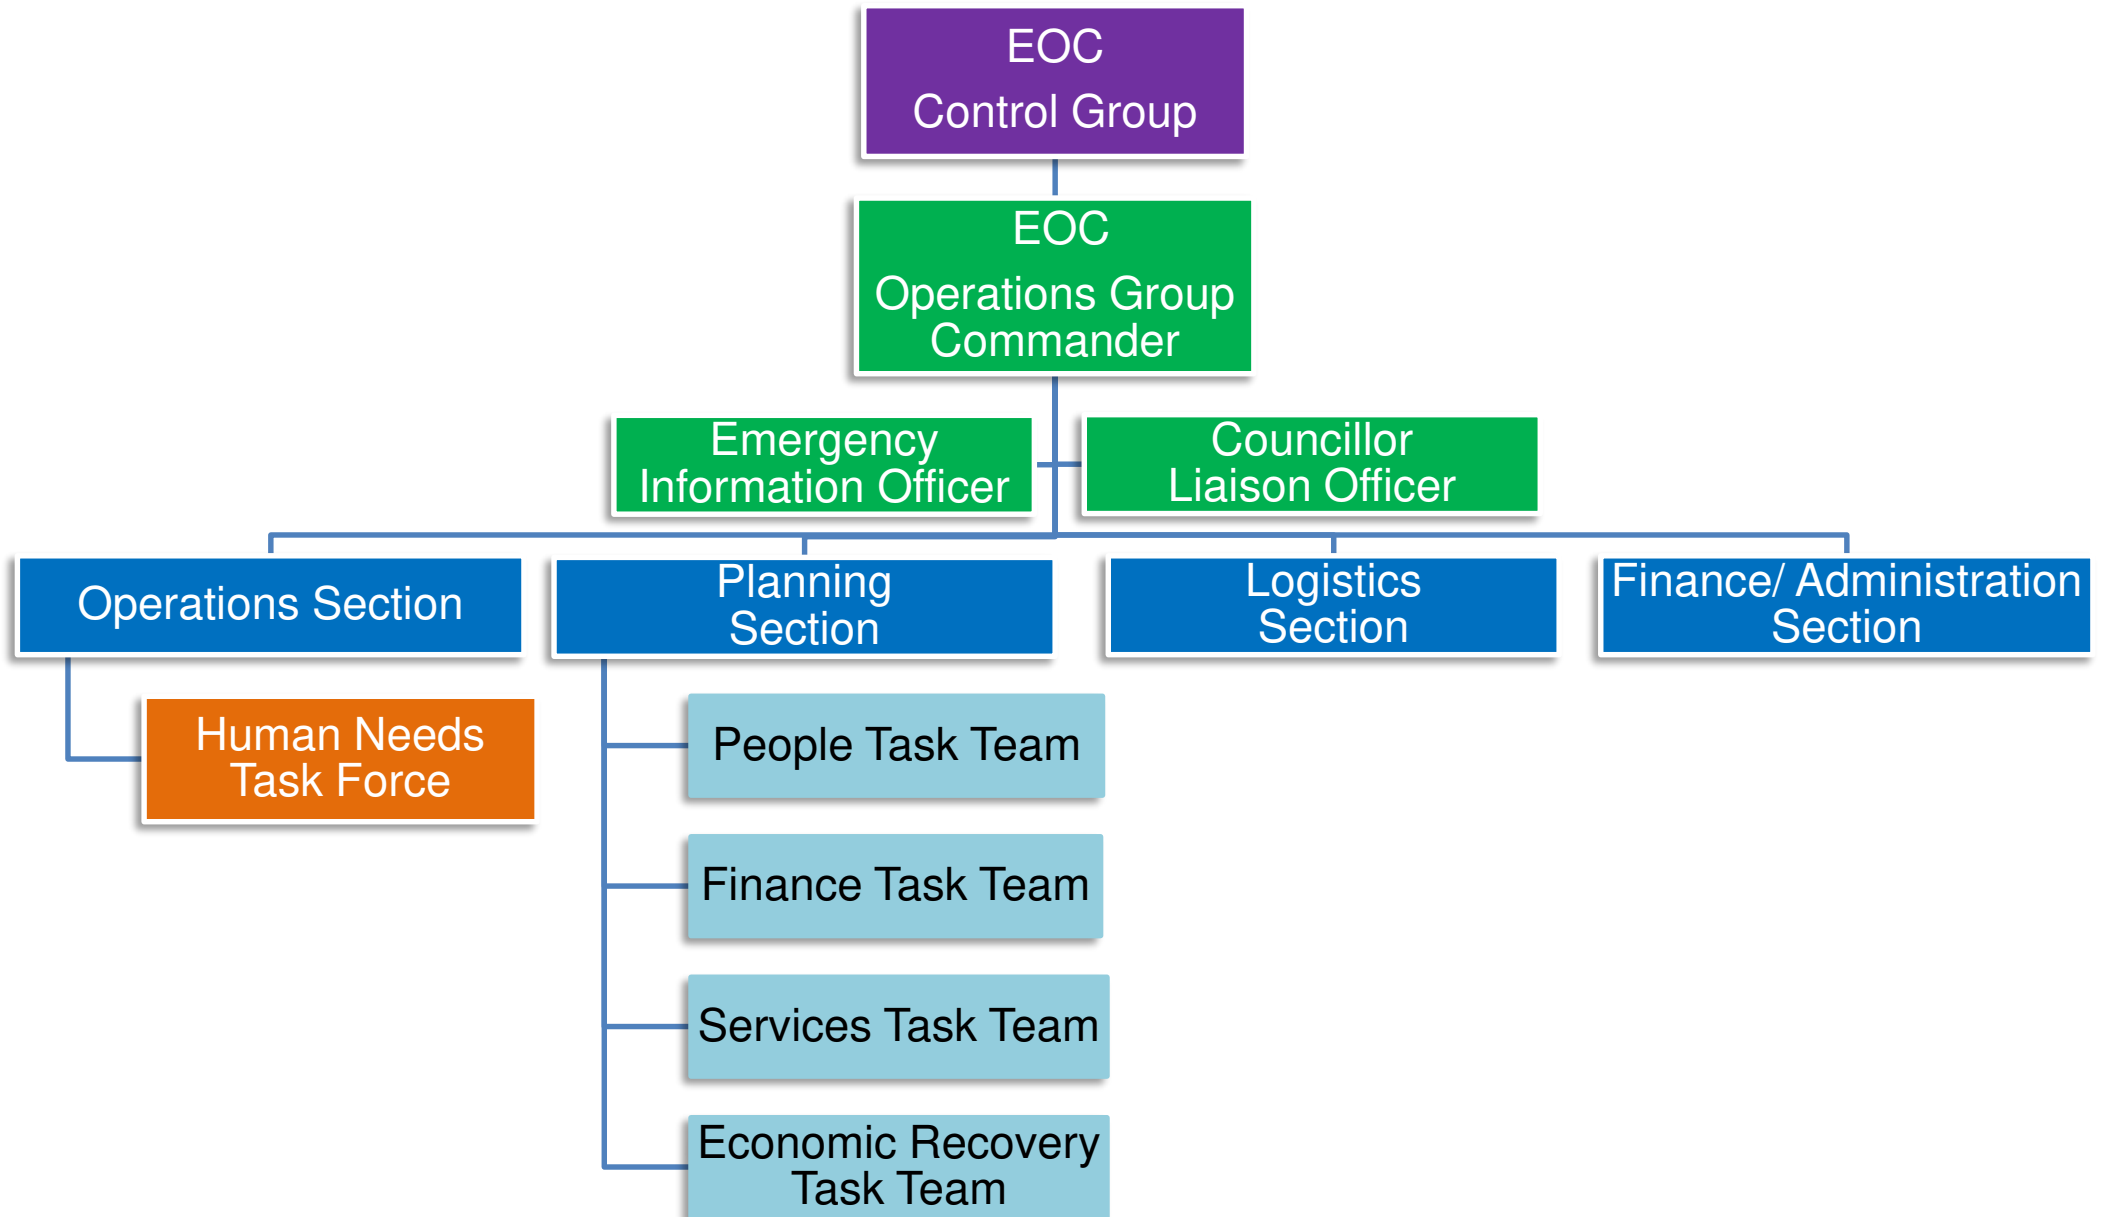 EOC
Control Group
EOC
Operations Group
Commander
Emergency
Information Officer
Councillor
Liaison Officer
Operations Section
Planning
Section
Logistics
Section
Finance/ Administration
Section
Human Needs
Task Force
People Task Team
Finance Task Team
Services Task Team
Economic Recovery
Task Team